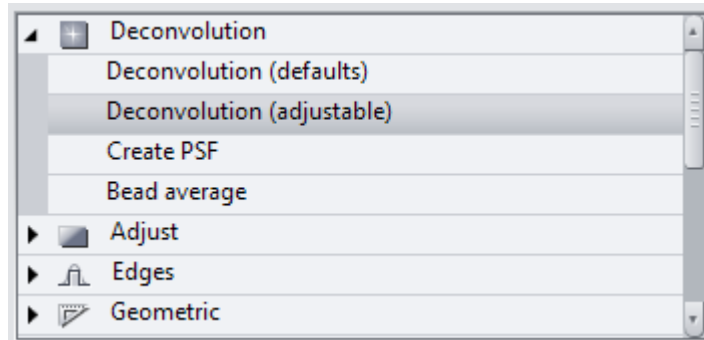 Deconvolution
Deconvolution (defaults)
Deconvolution (adjustable)
Create PSF
Bead average
Adjust
Edges
Geometric